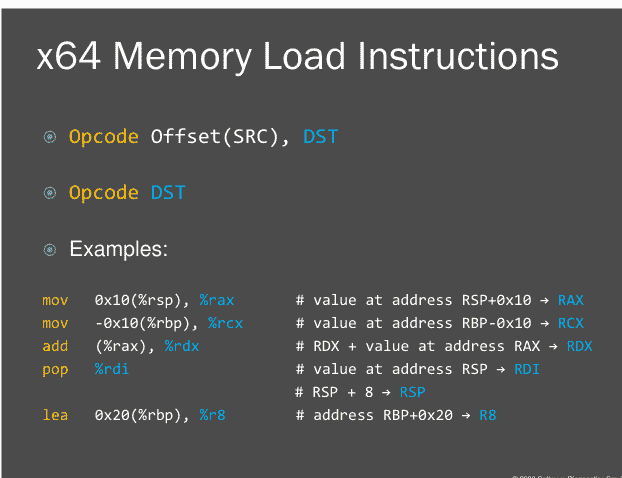 x64 Memory Load Instructions
Opcode Offset(SRC), DST
Opcode DST
Examples:
mov 0x10(%rsp), %rax # value at address RSP+0x10 → RAX
mov -0x10(%rbp), %rcx # value at address RBP-0x10 → RCX
add (%rax), %rdx # RDX + value at address RAX → RDX
pop %rdi # value at address RSP → RDI
# RSP + 8 → RSP
lea 0x20(%rbp), %r8 # address RBP+0x20 → R8